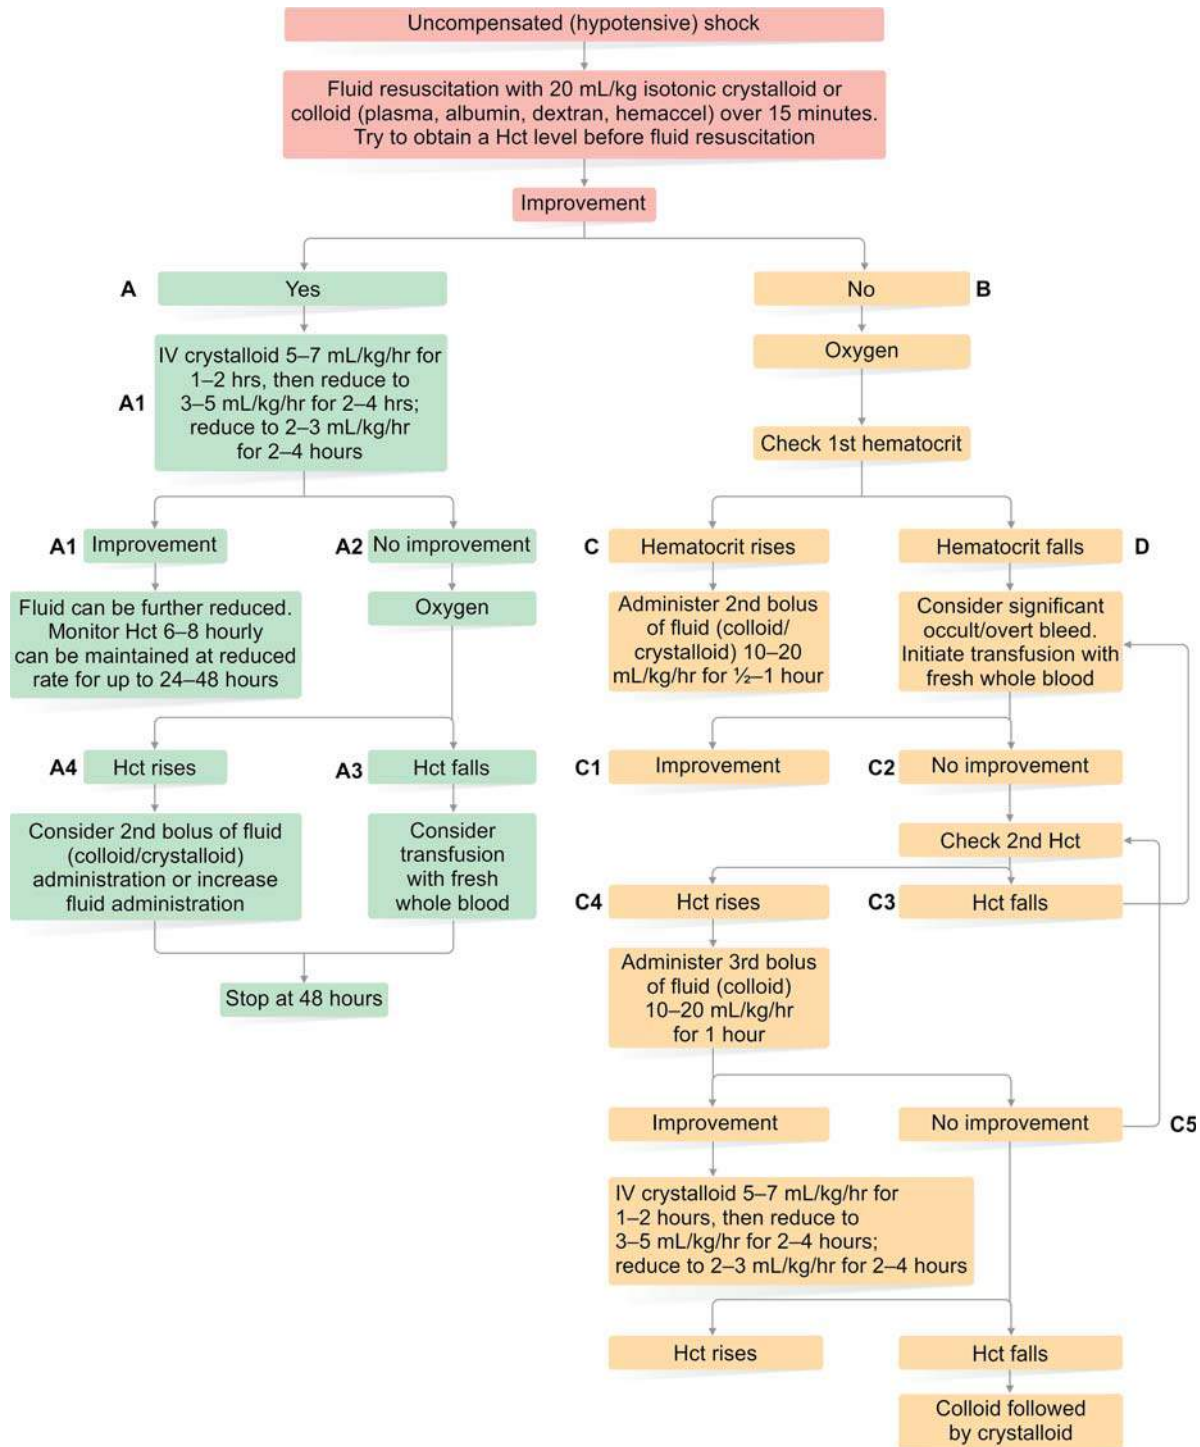 Uncompensated (hypotensive) shock
Fluid resuscitation with 20 mL/kg isotonic crystalloid or
colloid (plasma, albumin, dextran, hemaccel) over 15 minutes.
Try to obtain a Hct level before fluid resuscitation
Improvement
A
Yes
No
B
A1
IV crystalloid 5–7 mL/kg/hr for
1–2 hrs, then reduce to
3–5 mL/kg/hr for 2–4 hrs;
reduce to 2–3 mL/kg/hr
for 2–4 hours
Oxygen
Check 1st hematocrit
A1
Improvement
A2
No improvement
C
Hematocrit rises
Hematocrit falls
D
Fluid can be further reduced.
Monitor Hct 6–8 hourly
can be maintained at reduced
rate for up to 24–48 hours
Oxygen
Administer 2nd bolus
of fluid (colloid/
crystalloid) 10–20
mL/kg/hr for ½–1 hour
Consider significant
occult/overt bleed.
Initiate transfusion with
fresh whole blood
A4
Hct rises
A3
Hct falls
C1
Improvement
C2
No improvement
Consider 2nd bolus of fluid
(colloid/crystalloid)
administration or increase
fluid administration
Consider
transfusion
with fresh
whole blood
Check 2nd Hct
C4
Hct rises
C3
Hct falls
Stop at 48 hours
Administer 3rd bolus
of fluid (colloid)
10–20 mL/kg/hr
for 1 hour
Improvement
No improvement
C5
IV crystalloid 5–7 mL/kg/hr for
1–2 hours, then reduce to
3–5 mL/kg/hr for 2–4 hours;
reduce to 2–3 mL/kg/hr for 2–4 hours
Hct rises
Hct falls
Colloid followed
by crystalloid